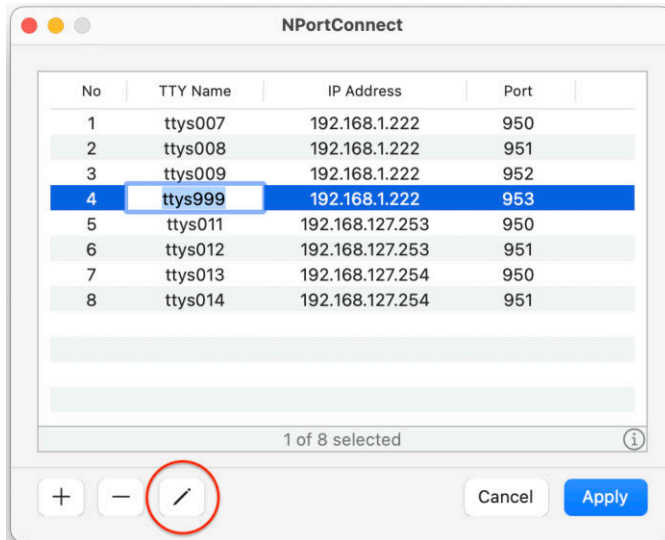 NPortConnect
No TTY Name IP Address Port
1 ttys007 192.168.1.222 950
2 ttys008 192.168.1.222 951
3 ttys009 192.168.1.222 952
4 ttys999 192.168.1.222 953
5 ttys011 192.168.127.253 950
6 ttys012 192.168.127.253 951
7 ttys013 192.168.127.254 950
8 ttys014 192.168.127.254 951
1 of 8 selected
Cancel Apply